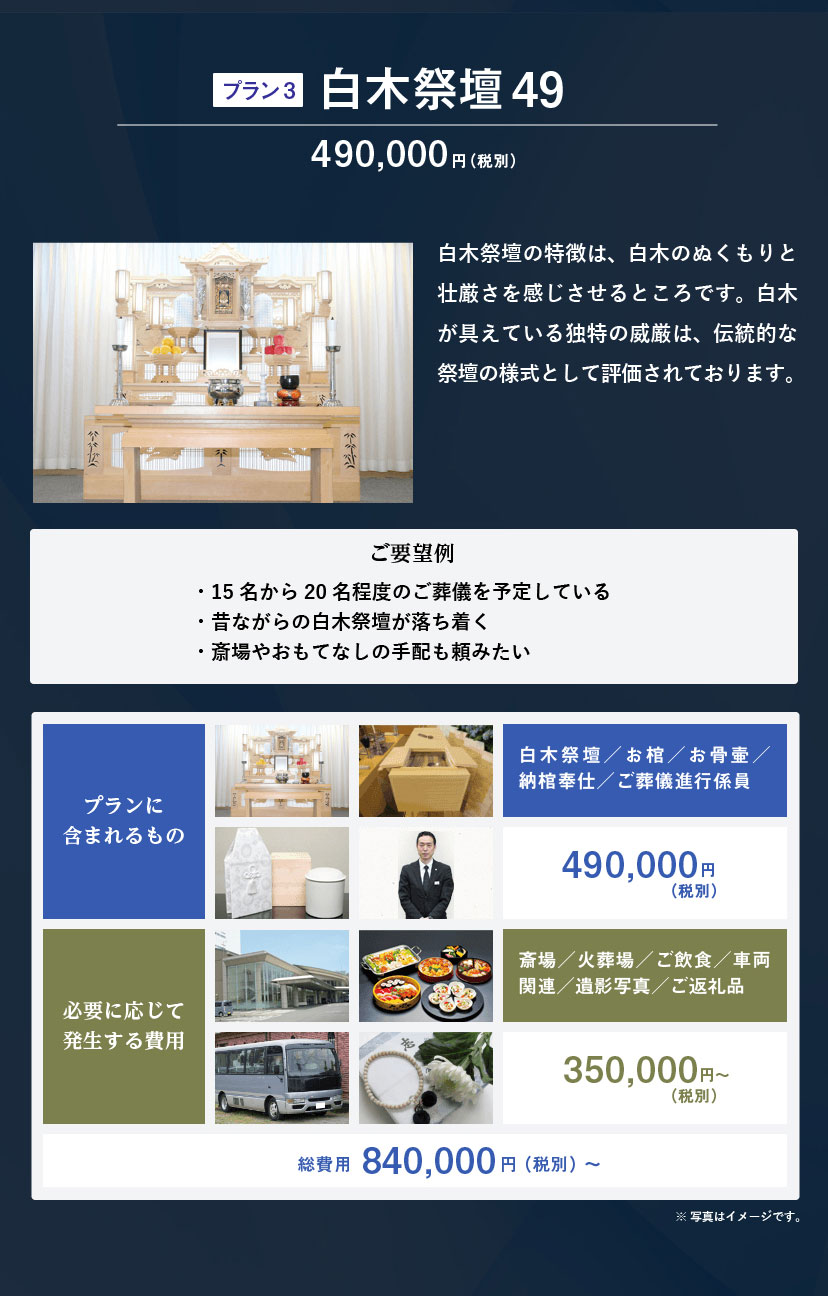 プラン3 白木祭壇 49
490,000円(税別)
白木祭壇の特徴は、白木のぬくもりと
壮厳さを感じさせるところです。白木
が具えている独特の威厳は、伝統的な
祭壇の様式として評価されております。
ご要望例
・15名から20名程度のご葬儀を予定している
・昔ながらの白木祭壇が落ち着く
・斎場やおもてなしの手配も頼みたい
プランに
含まれるもの
白木祭壇／お棺／お骨壷／
納棺奉仕／ご葬儀進行係員
490,000円
(税別)
必要に応じて
発生する費用
斎場／火葬場／ご飲食／車両
関連／遺影写真／ご返礼品
350,000円〜
(税別)
総費用 840,000円(税別)〜
※写真はイメージです。